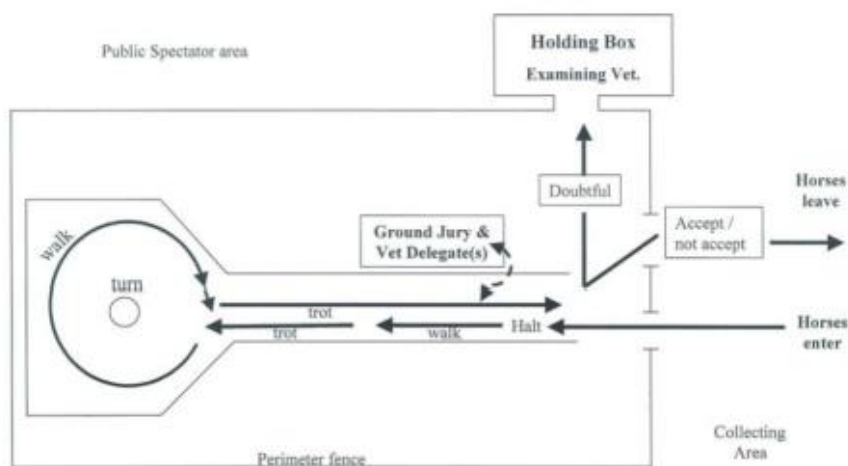 Public Spectator area
Holding Box
Examining Vet.
Doubtful
Horses
leave
Accept /
not accept
Ground Jury &
Vet Delegate(s)
walk
turn
trot
trot
walk
Halt
Horses
enter
Collecting
Area
Perimeter fence